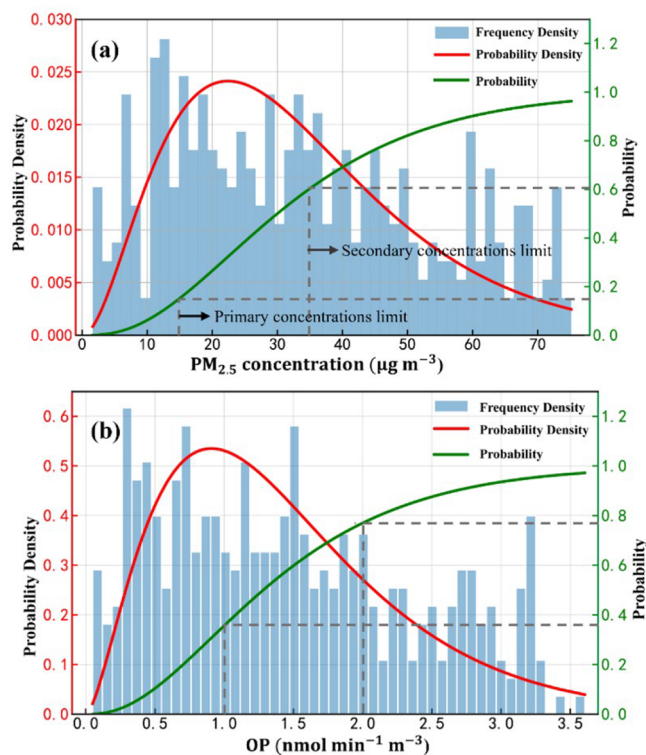 (a)
Frequency Density
Probability Density
Probability
0.030
0.025
0.020
0.015
0.010
0.005
0.000
Probability Density
1.2
1.0
0.8
0.6
0.4
0.2
0.0
Probability
Secondary concentrations limit
Primary concentrations limit
0 10 20 30 40 50 60 70
PM₂.₅ concentration (μg m⁻³)
(b)
Frequency Density
Probability Density
Probability
0.6
0.5
0.4
0.3
0.2
0.1
0.0
Probability Density
1.2
1.0
0.8
0.6
0.4
0.2
0.0
Probability
0.0 0.5 1.0 1.5 2.0 2.5 3.0 3.5
OP (nmol min⁻¹ m⁻³)